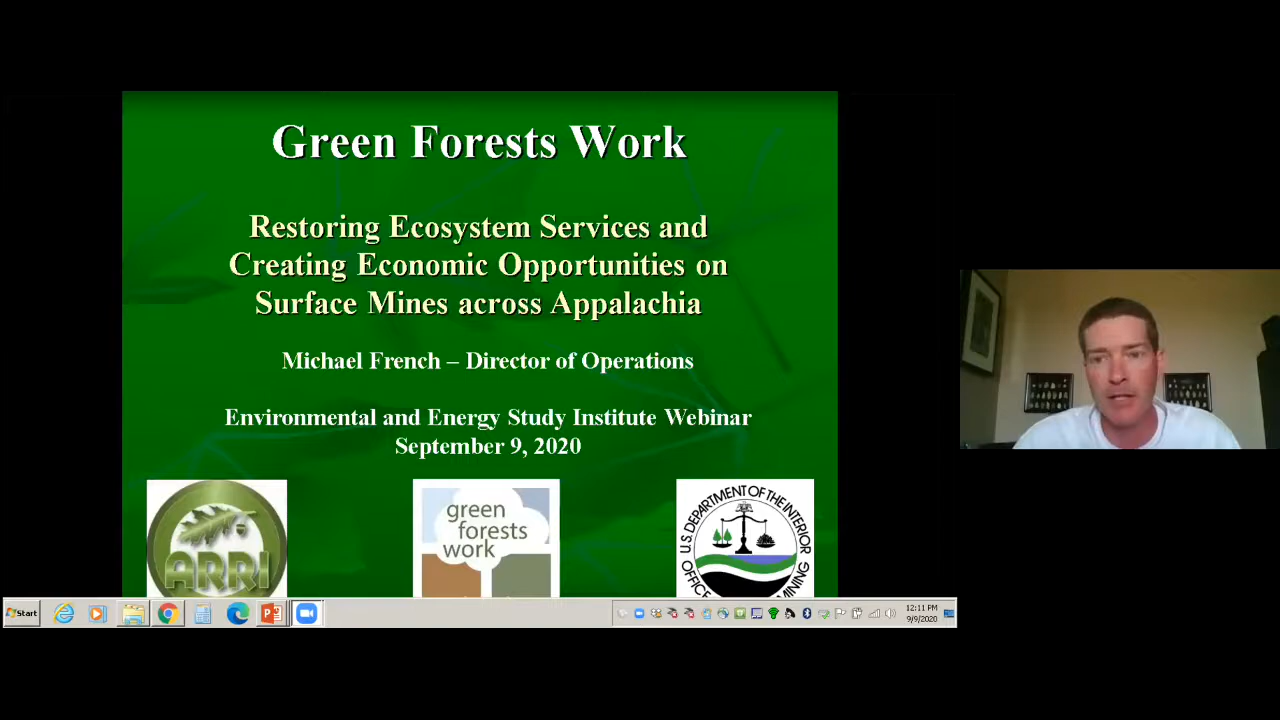 Green Forests Work
Restoring Ecosystem Services and
Creating Economic Opportunities on
Surface Mines across Appalachia
Michael French – Director of Operations
Environmental and Energy Study Institute Webinar
September 9, 2020
ARRI
green
forests
work
U.S. DEPARTMENT OF THE INTERIOR
OFFICE
MINING
Start
12:11 PM
9/9/2020